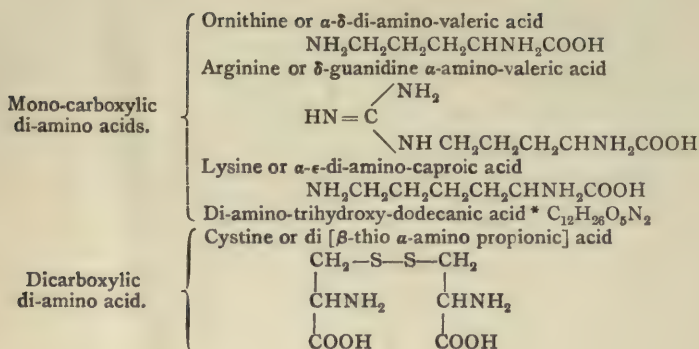 Ornithine or α-δ-di-amino-valeric acid
NH₂CH₂CH₂CH₂CHNH₂COOH
Arginine or δ-guanidine α-amino-valeric acid
/NH₂
Mono-carboxylic
di-amino acids.
HN=C
\NH CH₂CH₂CH₂CHNH₂COOH
Lysine or α-ε-di-amino-caproic acid
NH₂CH₂CH₂CH₂CH₂CHNH₂COOH
Di-amino-trihydroxy-dodecanic acid * C₁₂H₂₆O₅N₂
Cystine or di [β-thio α-amino propionic] acid
CH₂—S—S—CH₂
Dicarboxylic
di-amino acid.
CHNH₂ CHNH₂
COOH COOH